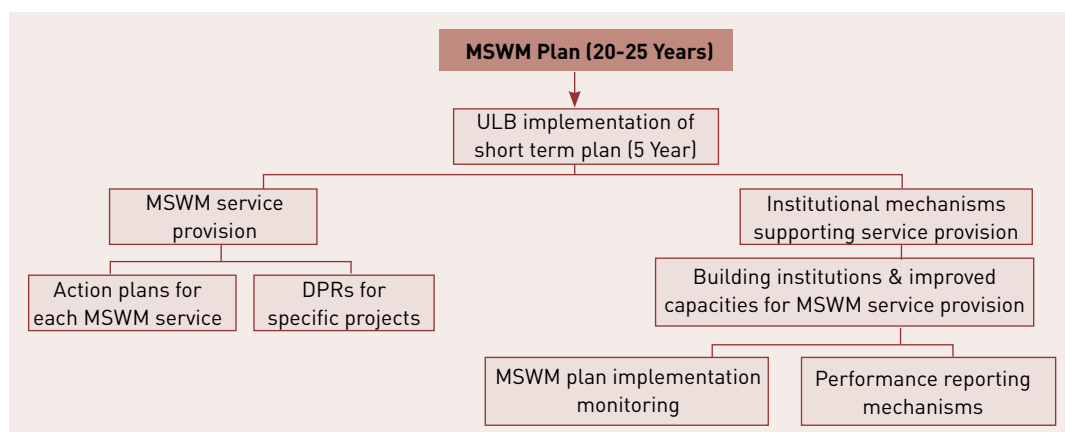 MSWM Plan (20-25 Years)
ULB implementation of
short term plan (5 Year)
MSWM service
provision
Institutional mechanisms
supporting service provision
Action plans for
each MSWM service
DPRs for
specific projects
Building institutions & improved
capacities for MSWM service provision
MSWM plan implementation
monitoring
Performance reporting
mechanisms